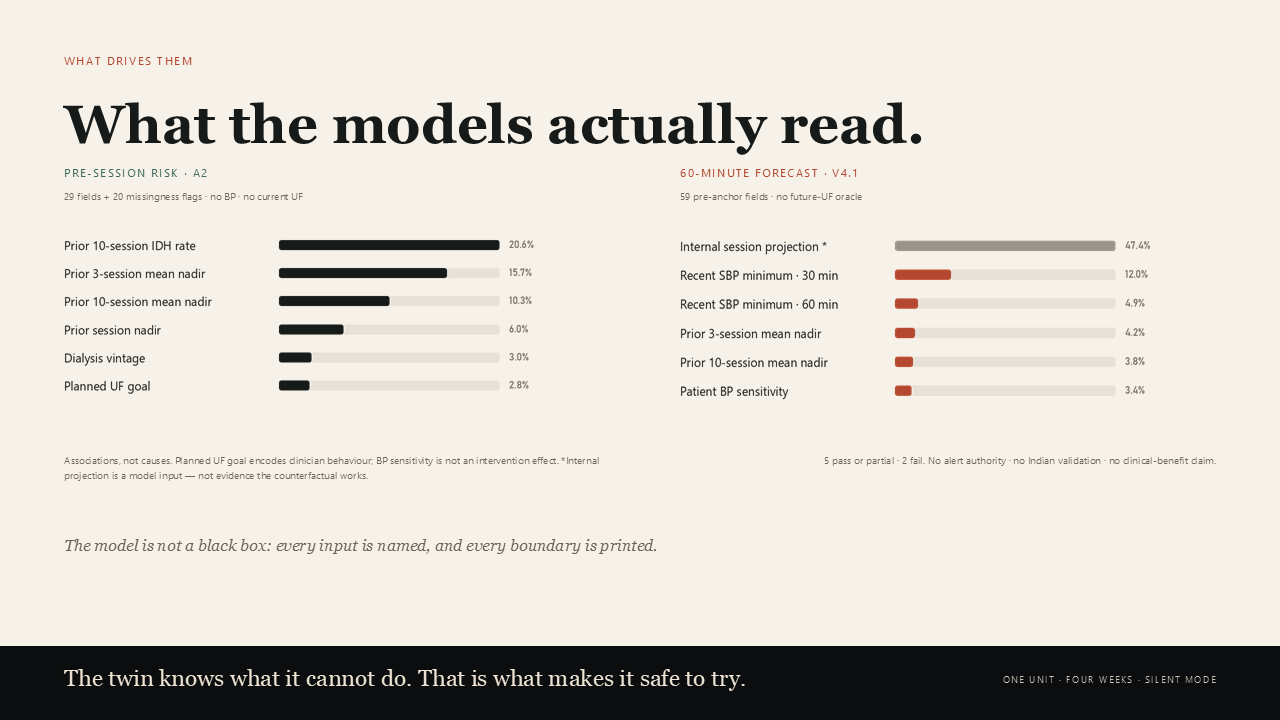 WHAT DRIVES THEM
What the models actually read.
PRE-SESSION RISK · A2
29 fields + 20 missingness flags · no BP · no current UF
Prior 10-session IDH rate 20.6%
Prior 3-session mean nadir 15.7%
Prior 10-session mean nadir 10.3%
Prior session nadir 6.0%
Dialysis vintage 3.0%
Planned UF goal 2.8%
60-MINUTE FORECAST · V4.1
59 pre-anchor fields · no future-UF oracle
Internal session projection * 47.4%
Recent SBP minimum · 30 min 12.0%
Recent SBP minimum · 60 min 4.9%
Prior 3-session mean nadir 4.2%
Prior 10-session mean nadir 3.8%
Patient BP sensitivity 3.4%
Associations, not causes. Planned UF goal encodes clinician behaviour; BP sensitivity is not an intervention effect. *Internal
projection is a model input — not evidence the counterfactual works.
5 pass or partial · 2 fail. No alert authority · no Indian validation · no clinical-benefit claim.
The model is not a black box: every input is named, and every boundary is printed.
The twin knows what it cannot do. That is what makes it safe to try.
ONE UNIT · FOUR WEEKS · SILENT MODE